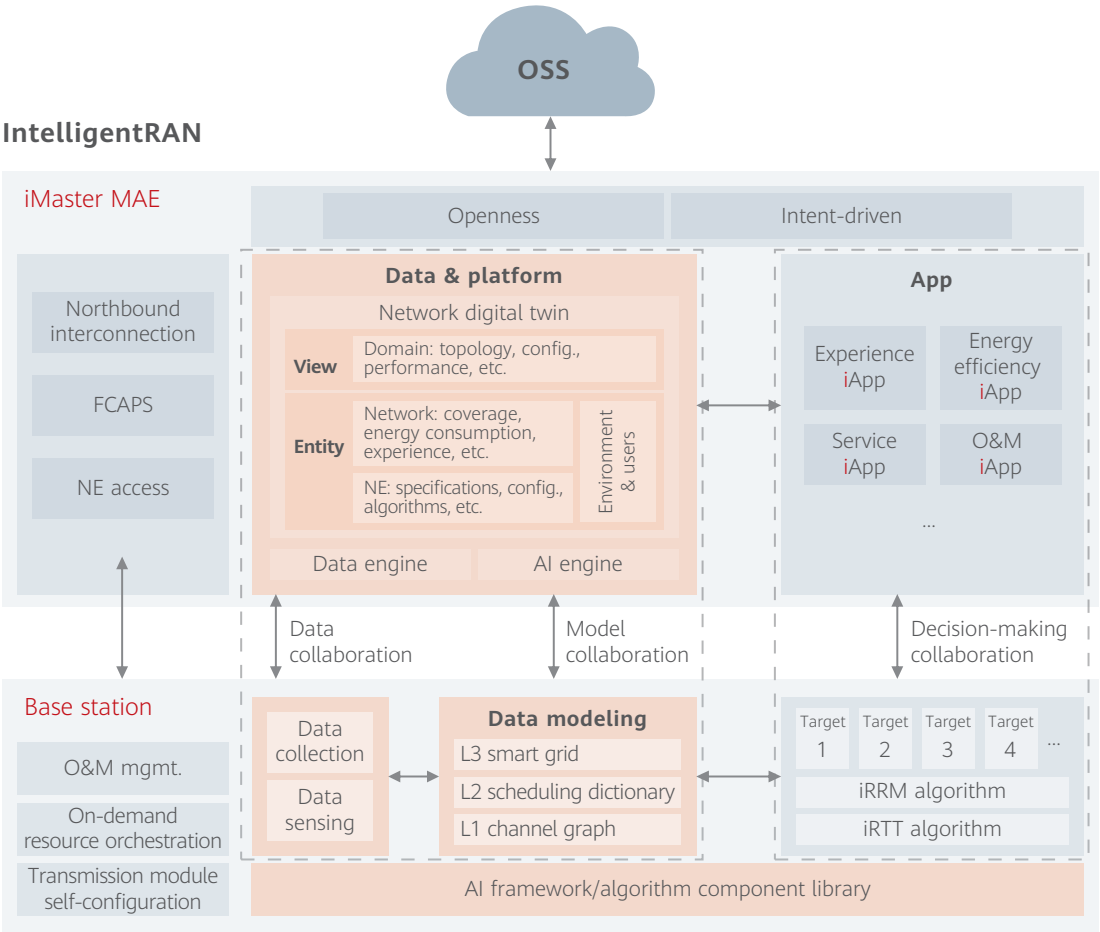 OSS
IntelligentRAN
iMaster MAE
Openness
Intent-driven
Northbound
interconnection
FCAPS
NE access
Data & platform
Network digital twin
View
Domain: topology, config.,
performance, etc.
Entity
Network: coverage,
energy consumption,
experience, etc.
NE: specifications, config.,
algorithms, etc.
Environment
& users
Data engine
AI engine
App
Experience
iApp
Energy
efficiency
iApp
Service
iApp
O&M
iApp
...
Data
collaboration
Model
collaboration
Decision-making
collaboration
Base station
O&M mgmt.
On-demand
resource orchestration
Transmission module
self-configuration
Data
collection
Data
sensing
Data modeling
L3 smart grid
L2 scheduling dictionary
L1 channel graph
Target
1
Target
2
Target
3
Target
4
...
iRRM algorithm
iRTT algorithm
AI framework/algorithm component library